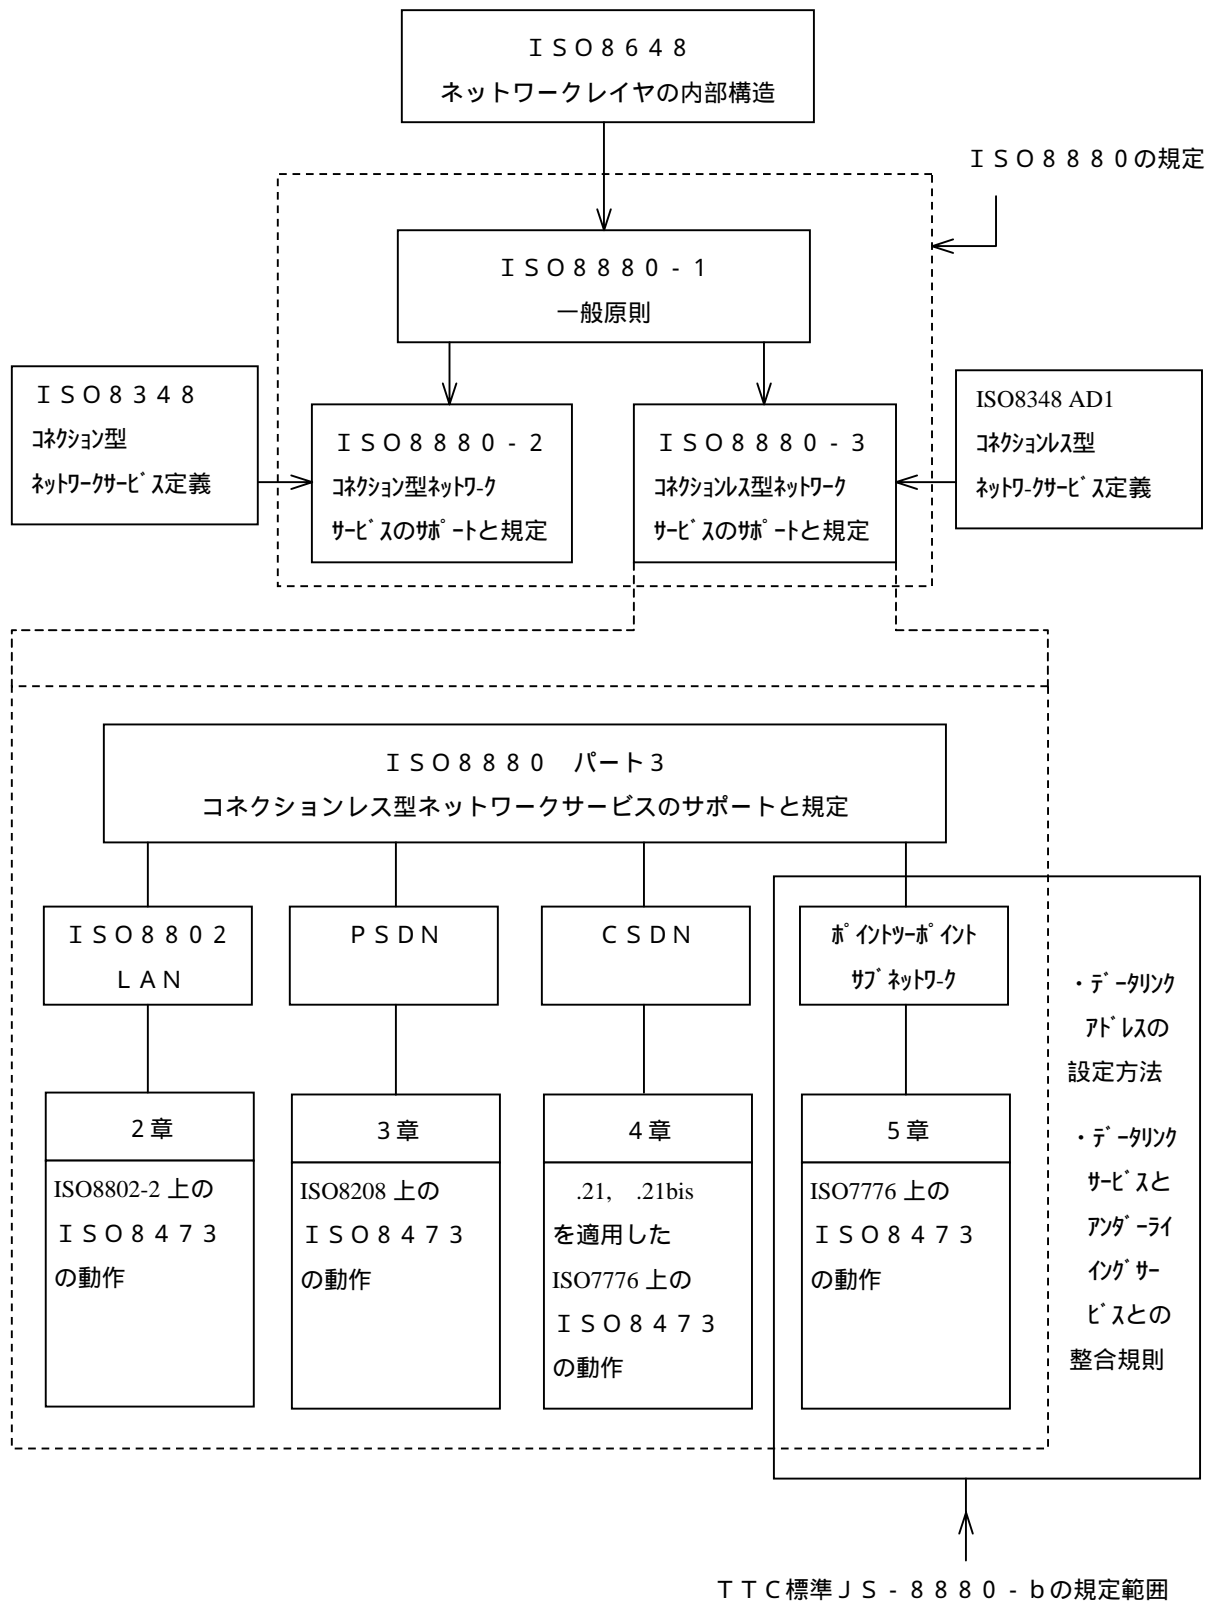 ＩＳＯ８６４８
ネットワークレイヤの内部構造
ＩＳＯ８８８０の規定
ＩＳＯ８８８０-１
一般原則
ＩＳＯ８３４８
ｺﾈｸｼｮﾝ型
ﾈｯﾄﾜｰｸｻｰﾋﾞｽ定義
ＩＳＯ８８８０-２
ｺﾈｸｼｮﾝ型ﾈｯﾄﾜ-ｸ
ｻｰﾋﾞｽのｻﾎﾟｰﾄと規定
ＩＳＯ８８８０-３
ｺﾈｸｼｮﾝﾚｽ型ﾈｯﾄﾜｰｸ
ｻｰﾋﾞｽのｻﾎﾟｰﾄと規定
ISO8348 AD1
ｺﾈｸｼｮﾝﾚｽ型
ﾈｯﾄﾜ-ｸｻｰﾋﾞｽ定義
ＩＳＯ８８８０　パート３
コネクションレス型ネットワークサービスのサポートと規定
ＩＳＯ８８０２
ＬＡＮ
ＰＳＤＮ
ＣＳＤＮ
ﾎﾟｲﾝﾄﾂｰﾎﾟｲﾝﾄ
ｻﾌﾞﾈｯﾄﾜ-ｸ
２章
ISO8802-2 上の
ＩＳＯ８４７３
の動作
３章
ISO8208 上の
ＩＳＯ８４７３
の動作
４章
.21,　.21bis
を適用した
ISO7776 上の
ＩＳＯ８４７３
の動作
５章
ISO7776 上の
ＩＳＯ８４７３
の動作
・ﾃﾞｰﾀﾘﾝｸ
ｱﾄﾞﾚｽの
設定方法
・ﾃﾞｰﾀﾘﾝｸ
ｻｰﾋﾞｽと
ｱﾝﾀﾞｰﾗｲ
ｲﾝｸﾞｻｰ
ﾋﾞｽとの
整合規則
ＴＴＣ標準ＪＳ-８８８０-ｂの規定範囲